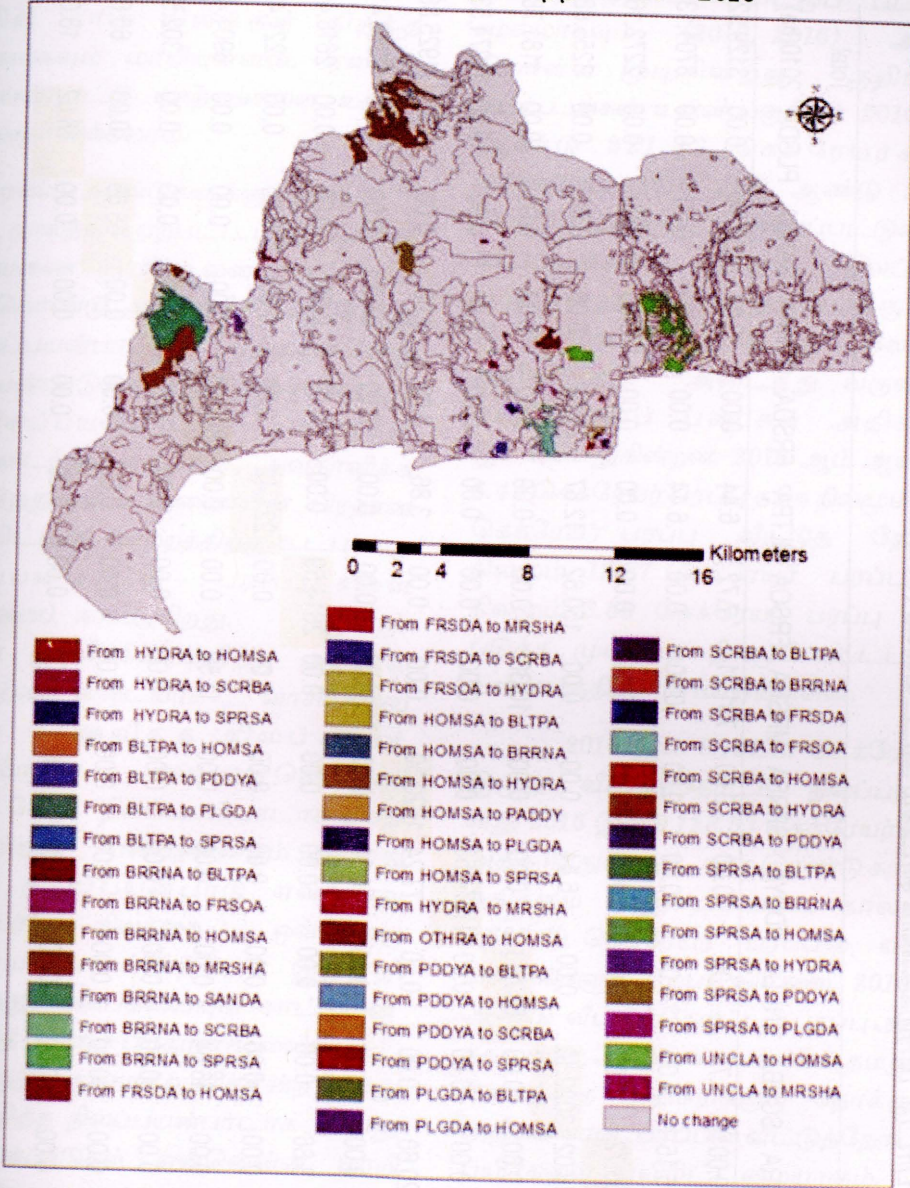 Kilometers
0 2 4 8 12 16
From HYDRA to HOMSA
From HYDRA to SCRBA
From HYDRA to SPRSA
From BLTPA to HOMSA
From BLTPA to PDDYA
From BLTPA to PLGDA
From BLTPA to SPRSA
From BRRNA to BLTPA
From BRRNA to FRSOA
From BRRNA to HOMSA
From BRRNA to MRSHA
From BRRNA to SANDA
From BRRNA to SCRBA
From BRRNA to SPRSA
From FRSDA to HOMSA
From FRSDA to MRSHA
From FRSDA to SCRBA
From FRSOA to HYDRA
From HOMSA to BLTPA
From HOMSA to BRRNA
From HOMSA to HYDRA
From HOMSA to PADDY
From HOMSA to PLGDA
From HOMSA to SPRSA
From HYDRA to MRSHA
From OTHRA to HOMSA
From PDDYA to BLTPA
From PDDYA to HOMSA
From PDDYA to SCRBA
From PDDYA to SPRSA
From PLGDA to BLTPA
From PLGDA to HOMSA
From SCRBA to BLTPA
From SCRBA to BRRNA
From SCRBA to FRSDA
From SCRBA to FRSOA
From SCRBA to HOMSA
From SCRBA to HYDRA
From SCRBA to PDDYA
From SPRSA to BLTPA
From SPRSA to BRRNA
From SPRSA to HOMSA
From SPRSA to HYDRA
From SPRSA to PDDYA
From SPRSA to PLGDA
From UNCLA to HOMSA
From UNCLA to MRSHA
No change